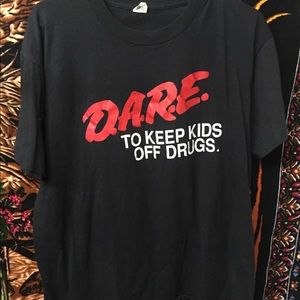 D.A.R.E.
TO KEEP KIDS
OFF DRUGS.